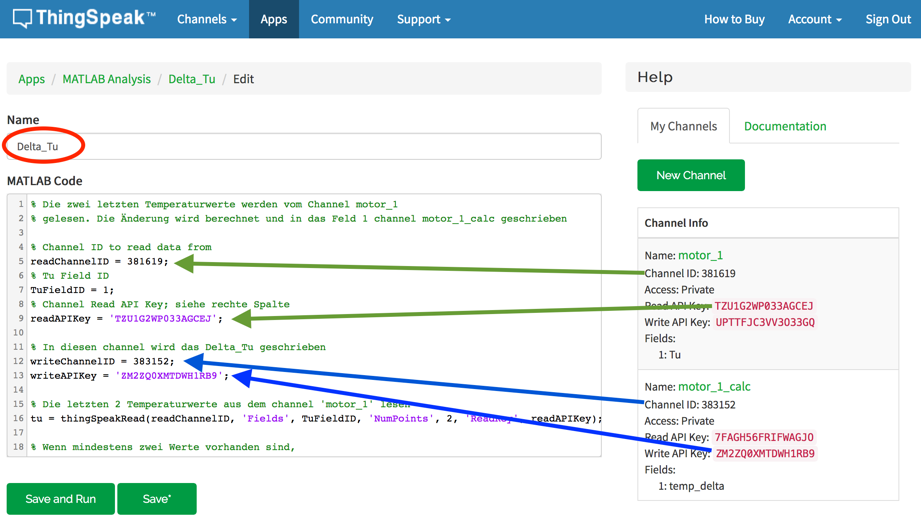 ThingSpeak™ Channels Apps Community Support How to Buy Account Sign Out
Apps / MATLAB Analysis / Delta_Tu / Edit
Name
Delta_Tu
MATLAB Code
1 % Die zwei letzten Temperaturwerte werden vom Channel motor_1
2 % gelesen. Die Änderung wird berechnet und in das Feld 1 channel motor_1_calc geschrieben
3
4 % Channel ID to read data from
5 readChannelID = 381619;
6 % Tu Field ID
7 TuFieldID = 1;
8 % Channel Read API Key; siehe rechte Spalte
9 readAPIKey = 'TZU1G2WP033AGCEJ';
10
11 % In diesen channel wird das Delta_Tu geschrieben
12 writeChannelID = 383152;
13 writeAPIKey = 'ZM2ZQ0XMTDWH1RB9';
14
15 % Die letzten 2 Temperaturwerte aus dem channel 'motor_1' lesen
16 tu = thingSpeakRead(readChannelID, 'Fields', TuFieldID, 'NumPoints', 2, 'ReadKey', readAPIKey);
17
18 % Wenn mindestens zwei Werte vorhanden sind,
Save and Run Save*
Help
My Channels Documentation
New Channel
Channel Info
Name: motor_1
Channel ID: 381619
Access: Private
Read API Key: TZU1G2WP033AGCEJ
Write API Key: UPTTFJC3VV3O33GQ
Fields:
1: Tu
Name: motor_1_calc
Channel ID: 383152
Access: Private
Read API Key: 7FAGH56FRIFWAGJO
Write API Key: ZM2ZQ0XMTDWH1RB9
Fields:
1: temp_delta